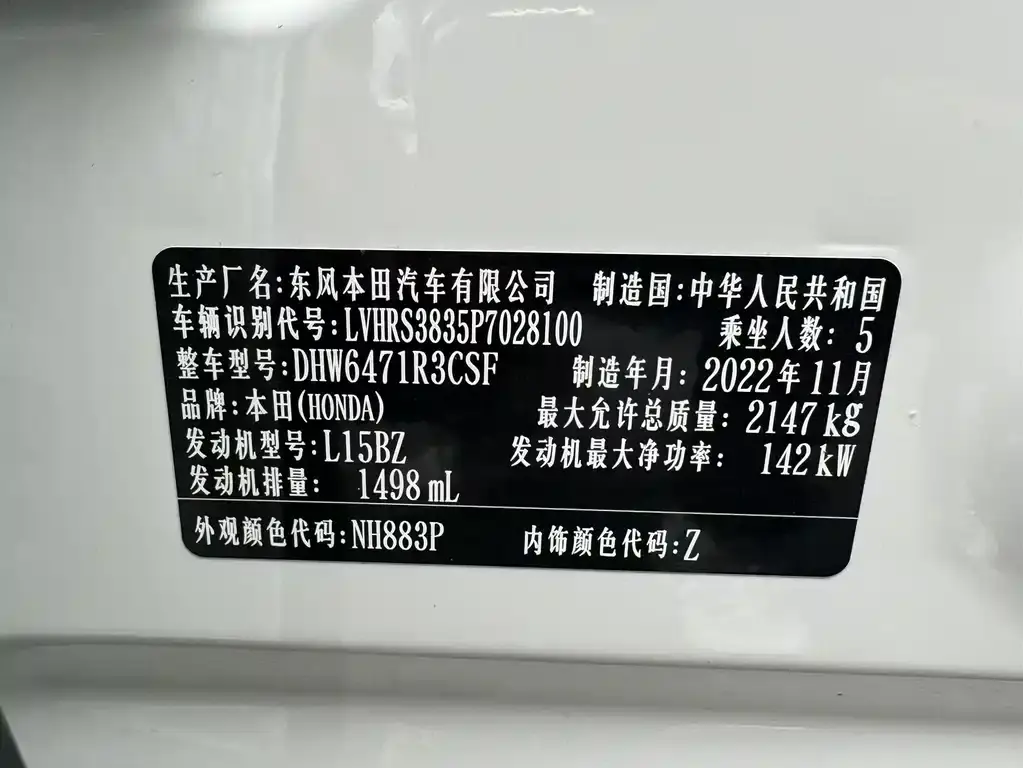 生产厂名:东风本田汽车有限公司 制造国:中华人民共和国
车辆识别代号:LVHRS3835P7028100 乘坐人数: 5
整车型号:DHW6471R3CSF 制造年月: 2022年11月
品牌:本田(HONDA) 最大允许总质量: 2147kg
发动机型号:L15BZ 发动机最大净功率: 142kW
发动机排量: 1498mL
外观颜色代码:NH883P 内饰颜色代码:Z